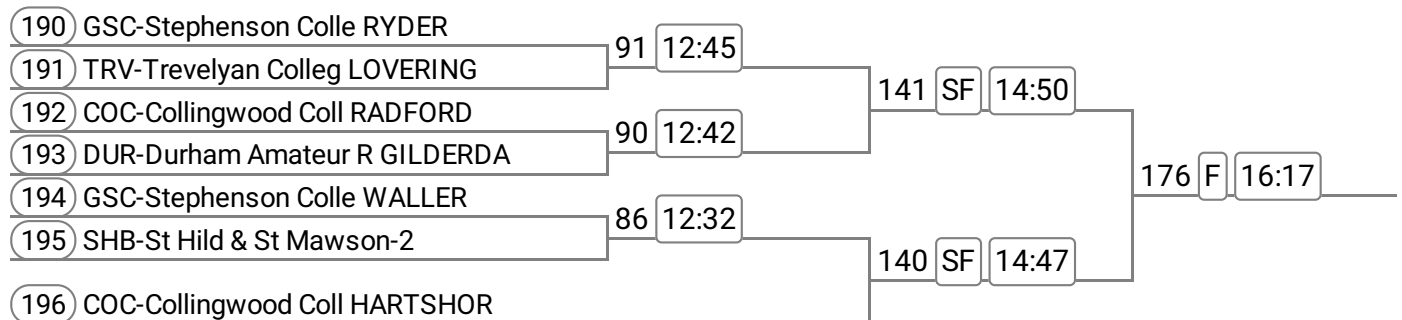 190 GSC-Stephenson Colle RYDER
91 12:45
191 TRV-Trevelyan Colleg LOVERING
141 SF 14:50
192 COC-Collingwood Coll RADFORD
90 12:42
193 DUR-Durham Amateur R GILDERDA
176 F 16:17
194 GSC-Stephenson Colle WALLER
86 12:32
195 SHB-St Hild & St Mawson-2
140 SF 14:47
196 COC-Collingwood Coll HARTSHOR